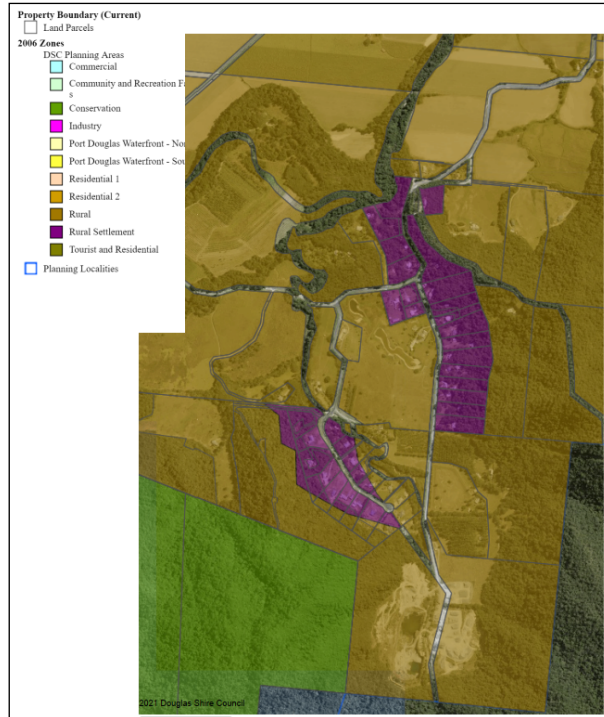 Property Boundary (Current)
Land Parcels
2006 Zones
DSC Planning Areas
Commercial
Community and Recreation Fa
s
Conservation
Industry
Port Douglas Waterfront - No
Port Douglas Waterfront - Sou
Residential 1
Residential 2
Rural
Rural Settlement
Tourist and Residential
Planning Localities
2021 Douglas Shire Council